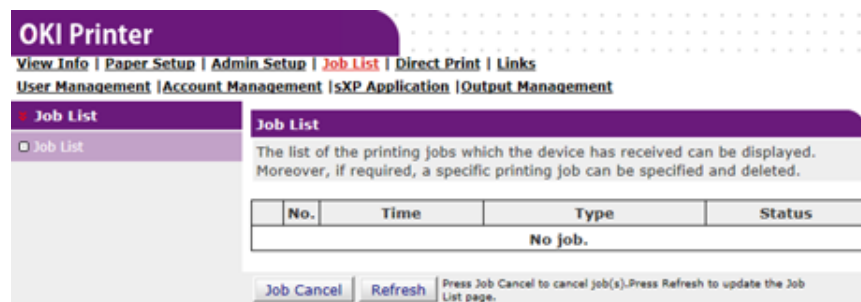 OKI Printer
View Info | Paper Setup | Admin Setup | Job List | Direct Print | Links
User Management |Account Management |sXP Application |Output Management
Job List
Job List
Job List
The list of the printing jobs which the device has received can be displayed.
Moreover, if required, a specific printing job can be specified and deleted.
No. Time Type Status
No job.
Job Cancel Refresh Press Job Cancel to cancel job(s).Press Refresh to update the Job
List page.